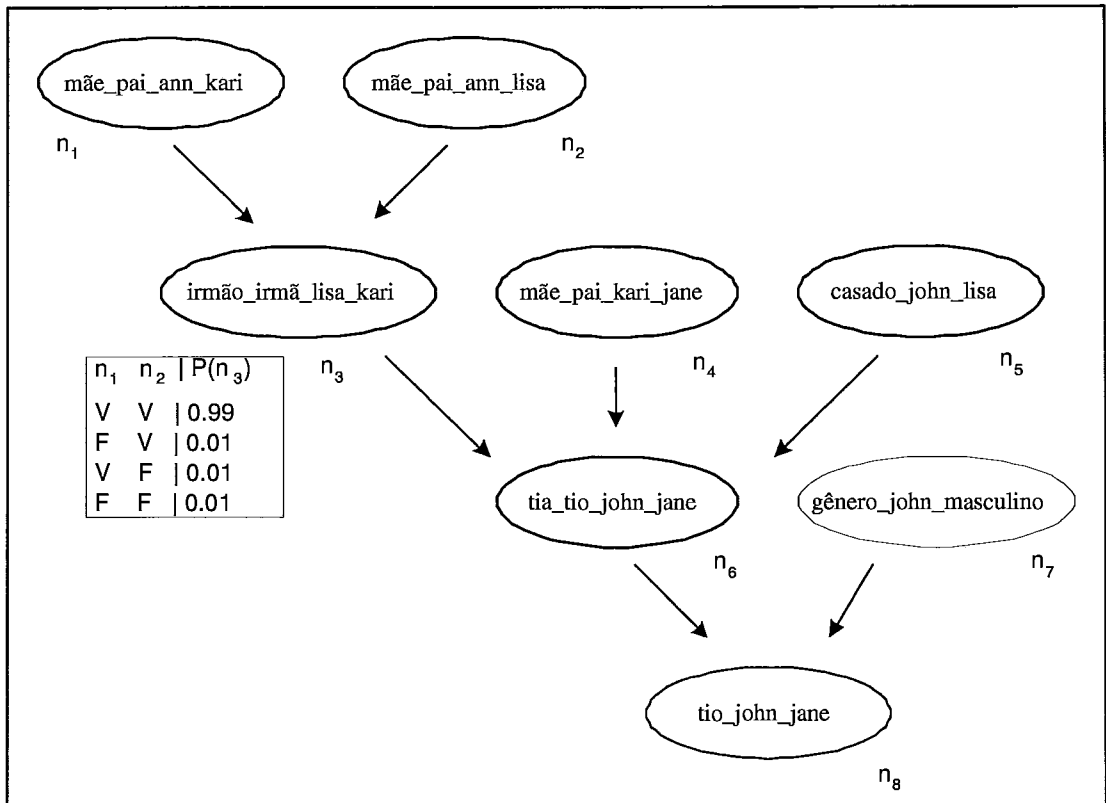 mãe_pai_ann_kari
mãe_pai_ann_lisa
n1
n2
irmão_irmã_lisa_kari
mãe_pai_kari_jane
casado_john_lisa
n3
n4
n5
n1 n2 | P(n3)
V V | 0.99
F V | 0.01
V F | 0.01
F F | 0.01
tia_tio_john_jane
gênero_john_masculino
n6
n7
tio_john_jane
n8